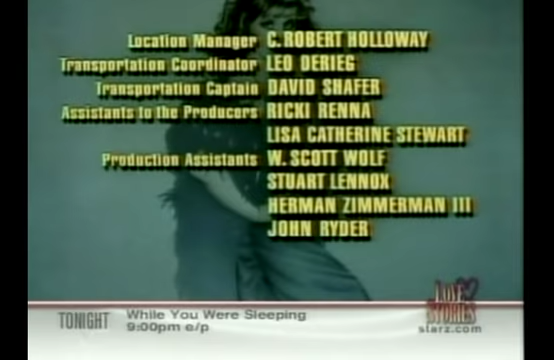 Location Manager C. ROBERT HOLLOWAY
Transportation Coordinator LEO DERIEG
Transportation Captain DAVID SHAFER
Assistants to the Producers RICKI RENNA
LISA CATHERINE STEWART
Production Assistants W. SCOTT WOLF
STUART LENNOX
HERMAN ZIMMERMAN III
JOHN RYDER
LOVE
STORIES
starz.com
TONIGHT
While You Were Sleeping
9:00pm e/p